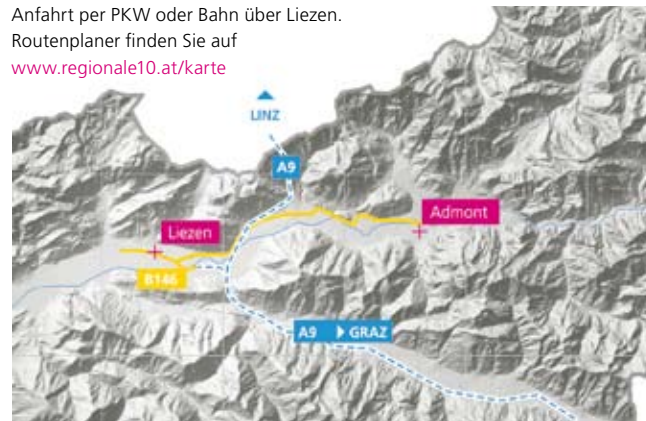 Anfahrt per PKW oder Bahn über Liezen.
Routenplaner finden Sie auf
www.regionale10.at/karte
LINZ
A9
Admont
Liezen
B146
A9 GRAZ